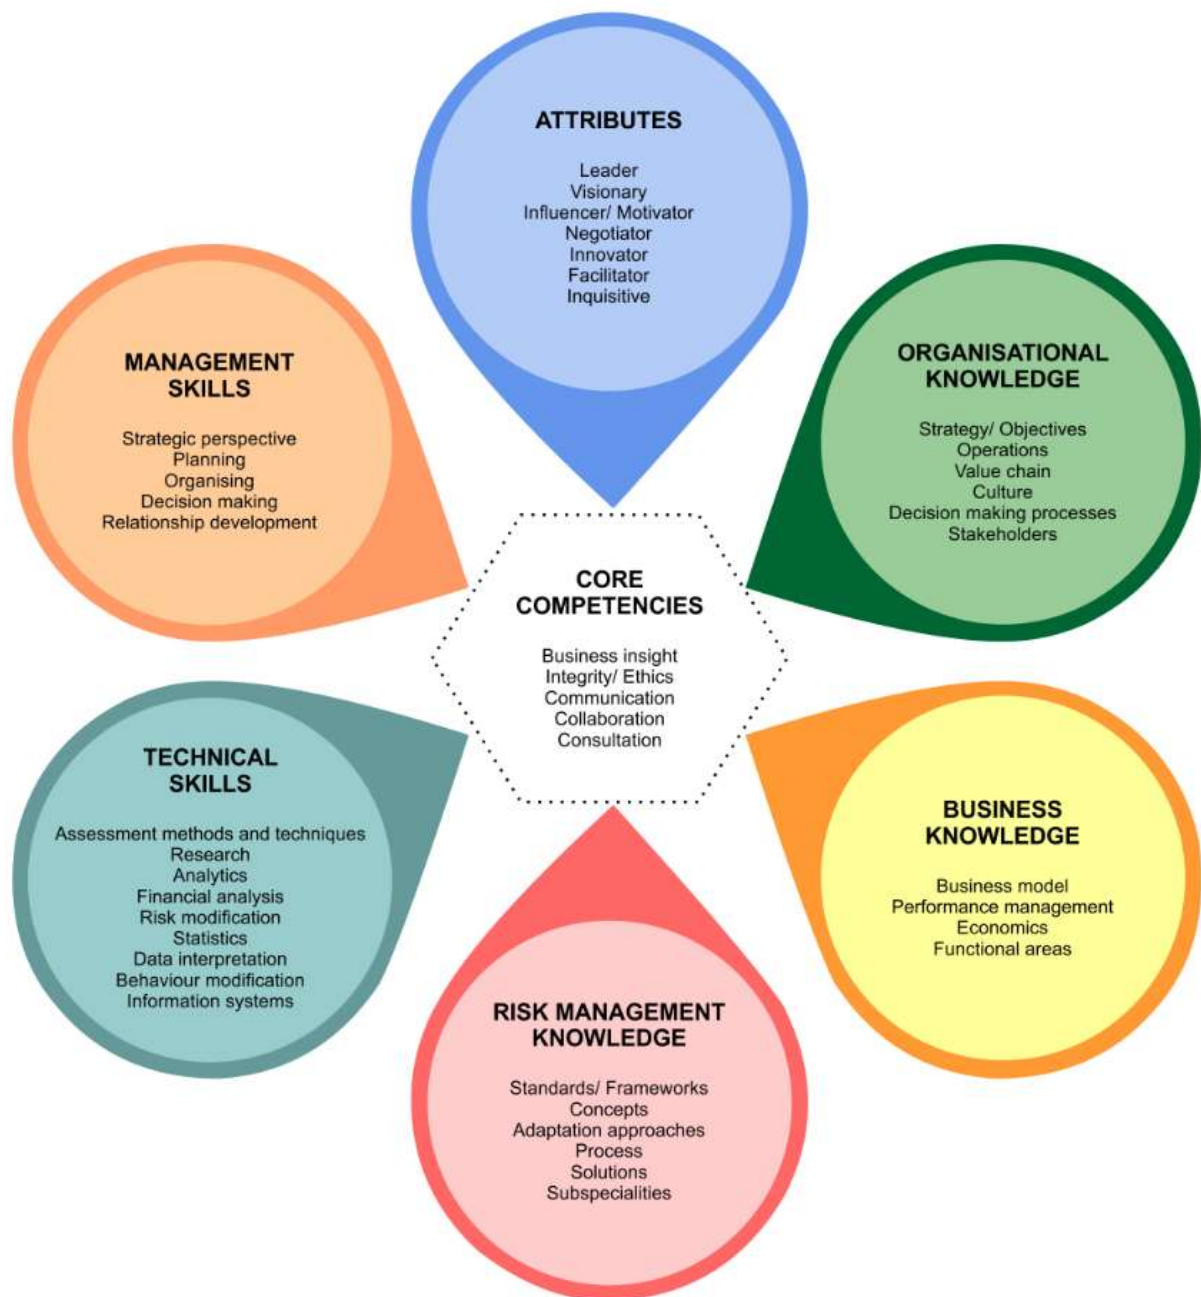 ATTRIBUTES
Leader
Visionary
Influencer/ Motivator
Negotiator
Innovator
Facilitator
Inquisitive
MANAGEMENT
SKILLS
Strategic perspective
Planning
Organising
Decision making
Relationship development
ORGANISATIONAL
KNOWLEDGE
Strategy/ Objectives
Operations
Value chain
Culture
Decision making processes
Stakeholders
CORE
COMPETENCIES
Business insight
Integrity/ Ethics
Communication
Collaboration
Consultation
TECHNICAL
SKILLS
Assessment methods and techniques
Research
Analytics
Financial analysis
Risk modification
Statistics
Data interpretation
Behaviour modification
Information systems
BUSINESS
KNOWLEDGE
Business model
Performance management
Economics
Functional areas
RISK MANAGEMENT
KNOWLEDGE
Standards/ Frameworks
Concepts
Adaptation approaches
Process
Solutions
Subspecialities